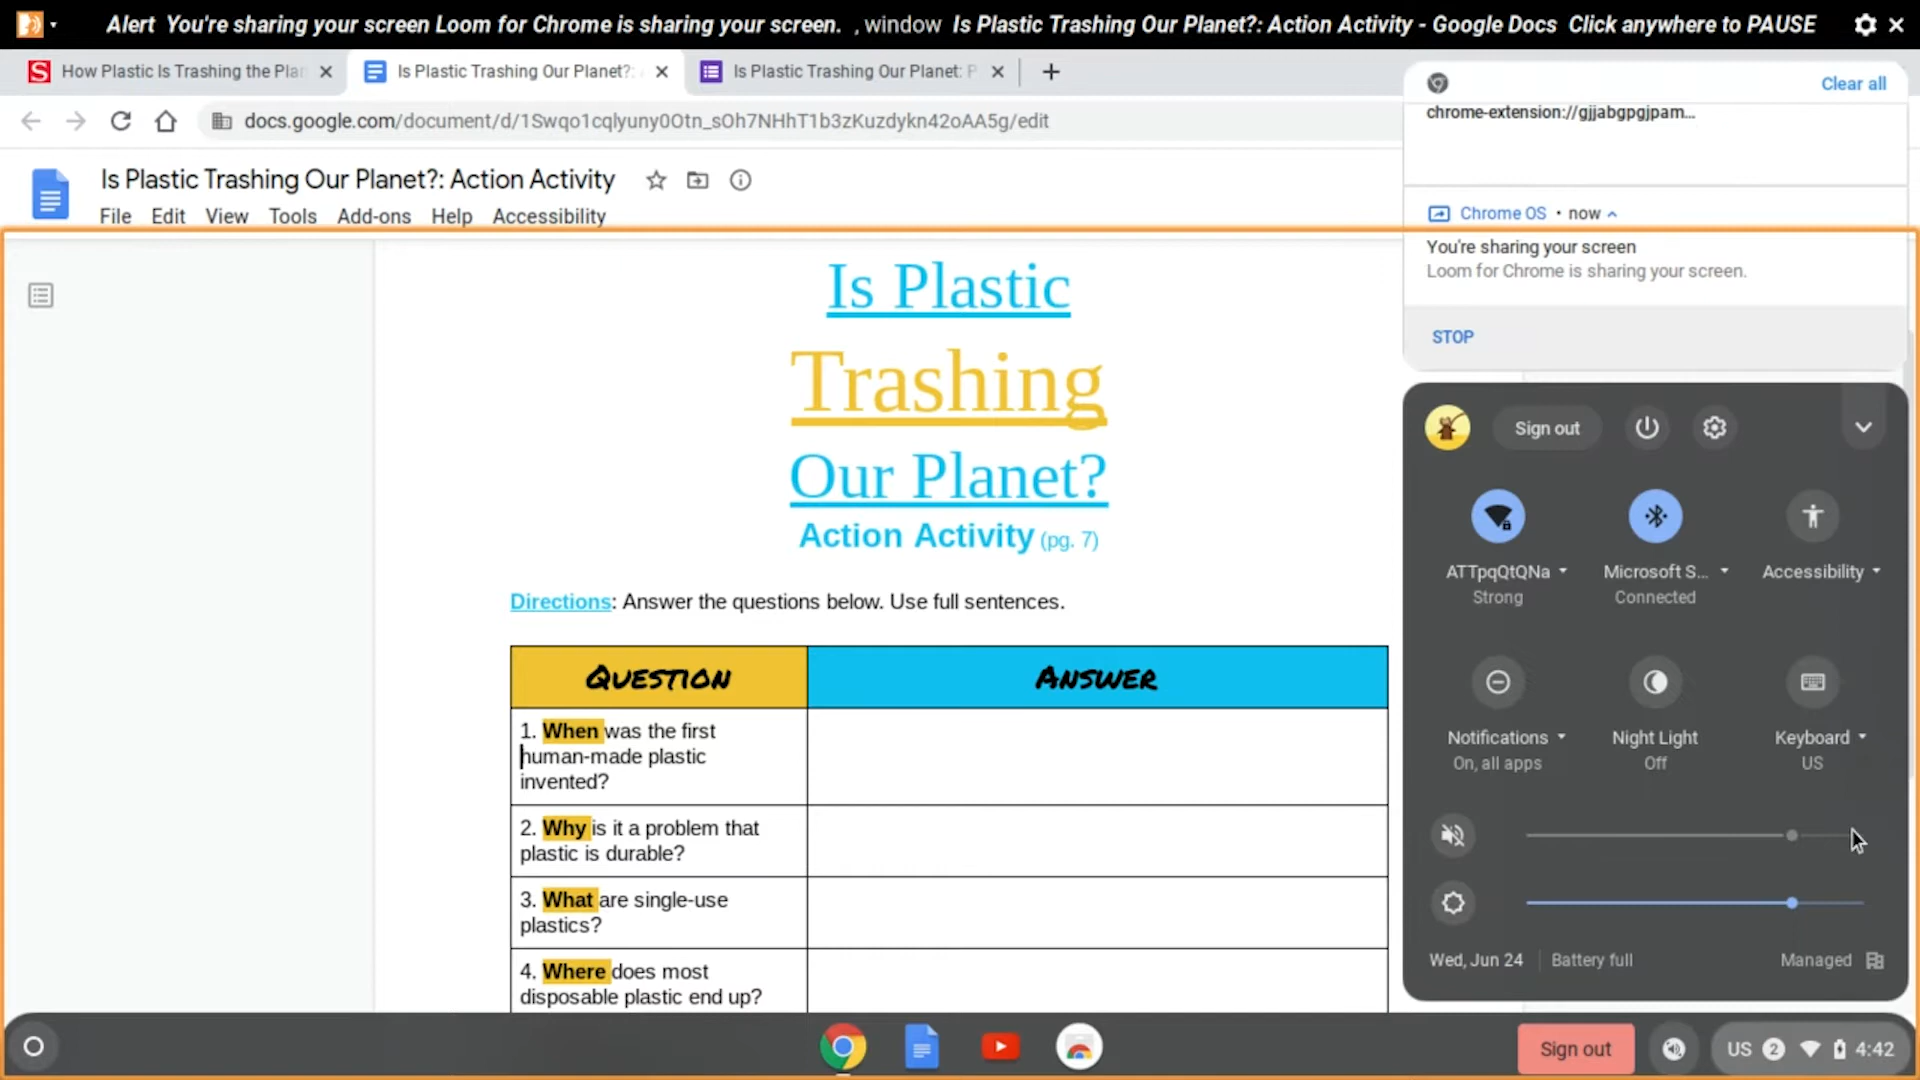 Alert You're sharing your screen Loom for Chrome is sharing your screen. , window Is Plastic Trashing Our Planet?: Action Activity - Google Docs Click anywhere to PAUSE
How Plastic Is Trashing the Plan
Is Plastic Trashing Our Planet?:
Is Plastic Trashing Our Planet: P
Clear all
chrome-extension://gjjabgpgjpam...
docs.google.com/document/d/1Swqo1cqlyuny0Otn_sOh7NHhT1b3zKuzdykn42oAA5g/edit
Is Plastic Trashing Our Planet?: Action Activity
File Edit View Tools Add-ons Help Accessibility
Chrome OS • now
You're sharing your screen
Loom for Chrome is sharing your screen.
STOP
Is Plastic
Trashing
Our Planet?
Action Activity (pg. 7)
Directions: Answer the questions below. Use full sentences.
QUESTION ANSWER
1. When was the first
human-made plastic
invented?
2. Why is it a problem that
plastic is durable?
3. What are single-use
plastics?
4. Where does most
disposable plastic end up?
Sign out
ATTpqQtQNa Microsoft S... Accessibility
Strong Connected
Notifications Night Light Keyboard
On, all apps Off US
Wed, Jun 24 Battery full Managed
Sign out US 2 4:42